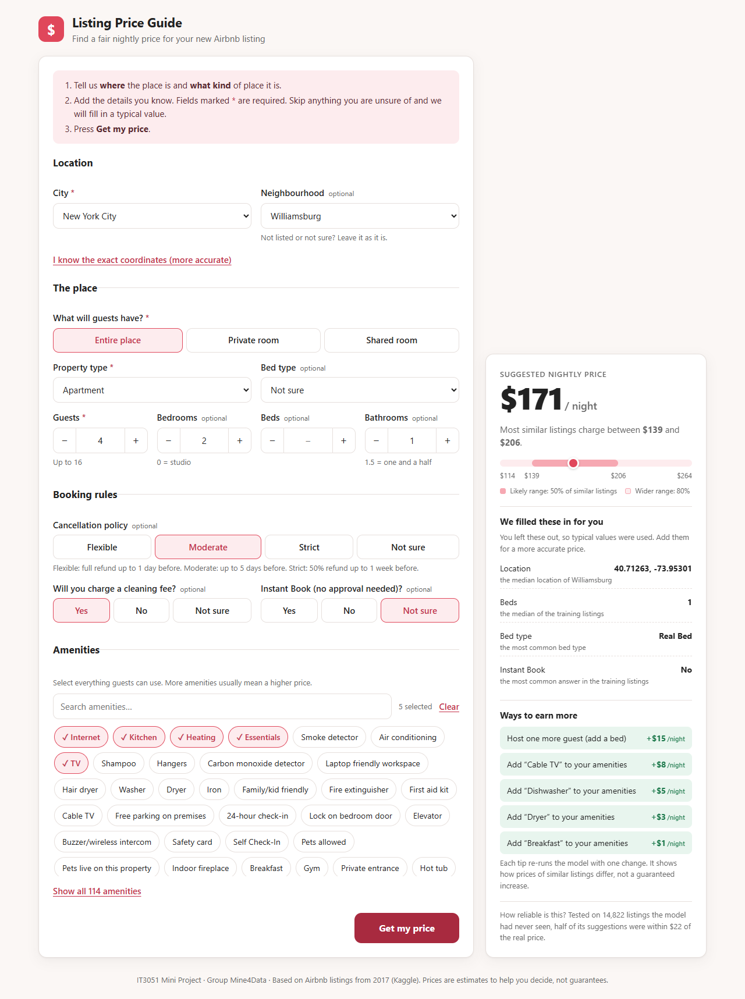 $
Listing Price Guide
Find a fair nightly price for your new Airbnb listing
1. Tell us where the place is and what kind of place it is.
2. Add the details you know. Fields marked * are required. Skip anything you are unsure of and we
will fill in a typical value.
3. Press Get my price.
Location
City *
Neighbourhood optional
New York City
Williamsburg
Not listed or not sure? Leave it as it is.
I know the exact coordinates (more accurate)
The place
What will guests have? *
Entire place
Private room
Shared room
Property type *
Bed type optional
Apartment
Not sure
Guests *
Bedrooms optional
Beds optional
Bathrooms optional
− 4 +
− 2 +
− – +
− 1 +
Up to 16
0 = studio
1.5 = one and a half
Booking rules
Cancellation policy optional
Flexible
Moderate
Strict
Not sure
Flexible: full refund up to 1 day before. Moderate: up to 5 days before. Strict: 50% refund up to 1 week before.
Will you charge a cleaning fee? optional
Instant Book (no approval needed)? optional
Yes
No
Not sure
Yes
No
Not sure
Amenities
Select everything guests can use. More amenities usually mean a higher price.
Search amenities...
5 selected
Clear
✓ Internet
✓ Kitchen
✓ Heating
✓ Essentials
Smoke detector
Air conditioning
✓ TV
Shampoo
Hangers
Carbon monoxide detector
Laptop friendly workspace
Hair dryer
Washer
Dryer
Iron
Family/kid friendly
Fire extinguisher
First aid kit
Cable TV
Free parking on premises
24-hour check-in
Lock on bedroom door
Elevator
Buzzer/wireless intercom
Safety card
Self Check-In
Pets allowed
Pets live on this property
Indoor fireplace
Breakfast
Gym
Private entrance
Hot tub
Show all 114 amenities
Get my price
SUGGESTED NIGHTLY PRICE
$171 / night
Most similar listings charge between $139 and
$206.
$114 $139 $206 $264
Likely range: 50% of similar listings
Wider range: 80%
We filled these in for you
You left these out, so typical values were used. Add them
for a more accurate price.
Location 40.71263, -73.95301
the median location of Williamsburg
Beds 1
the median of the training listings
Bed type Real Bed
the most common bed type
Instant Book No
the most common answer in the training listings
Ways to earn more
Host one more guest (add a bed) +$15 /night
Add “Cable TV” to your amenities +$8 /night
Add “Dishwasher” to your amenities +$5 /night
Add “Dryer” to your amenities +$3 /night
Add “Breakfast” to your amenities +$1 /night
Each tip re-runs the model with one change. It shows
how prices of similar listings differ, not a guaranteed
increase.
How reliable is this? Tested on 14,822 listings the model
had never seen, half of its suggestions were within $22 of
the real price.
IT3051 Mini Project · Group Mine4Data · Based on Airbnb listings from 2017 (Kaggle). Prices are estimates to help you decide, not guarantees.